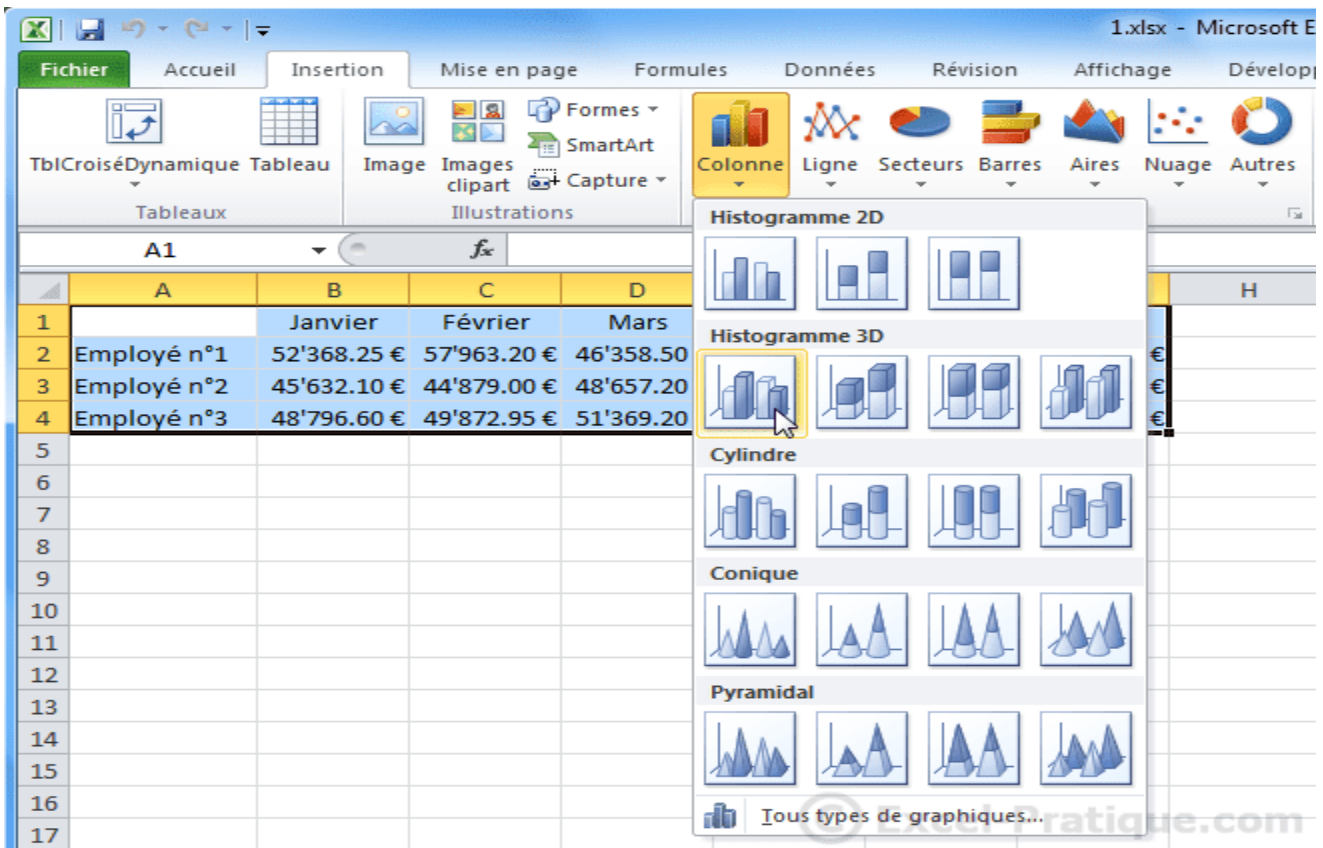 1.xlsx - Microsoft E
Fichier Accueil Insertion Mise en page Formules Données Révision Affichage Dévelop
TblCroiséDynamique Tableau Image Images clipart Formes SmartArt Capture Colonne Ligne Secteurs Barres Aires Nuage Autres
Tableaux Illustrations
A1 fx
A B C D H
1 Janvier Février Mars
2 Employé n°1 52'368.25 € 57'963.20 € 46'358.50 €
3 Employé n°2 45'632.10 € 44'879.00 € 48'657.20 €
4 Employé n°3 48'796.60 € 49'872.95 € 51'369.20 €
5
6
7
8
9
10
11
12
13
14
15
16
17
Histogramme 2D
Histogramme 3D
Cylindre
Conique
Pyramidal
Tous types de graphiques...
© Excel-Pratique.com